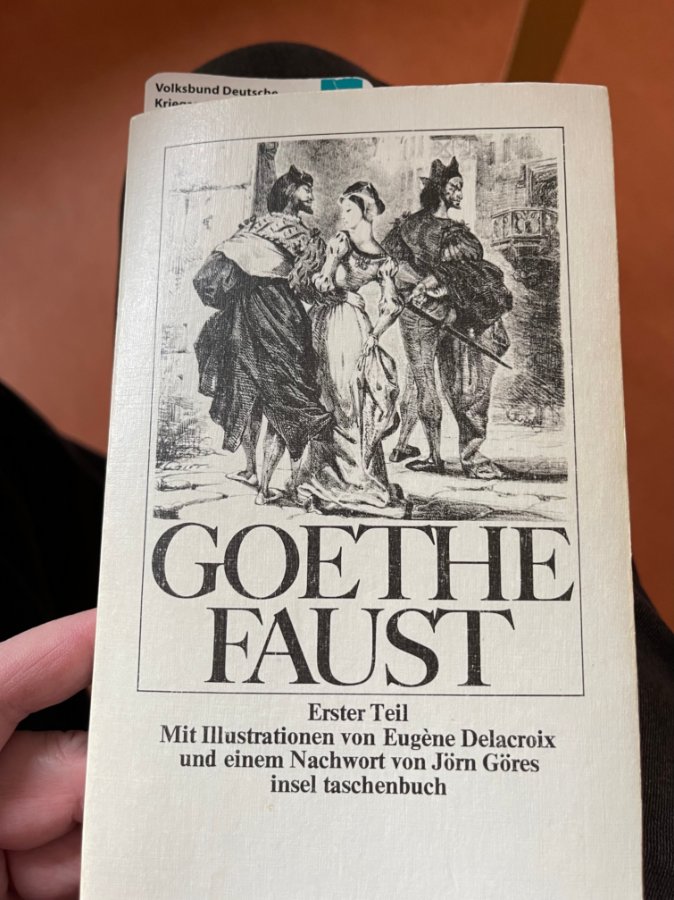 Volksbund Deutsche
GOETHE
FAUST
Erster Teil
Mit Illustrationen von Eugène Delacroix
und einem Nachwort von Jörn Göres
insel taschenbuch